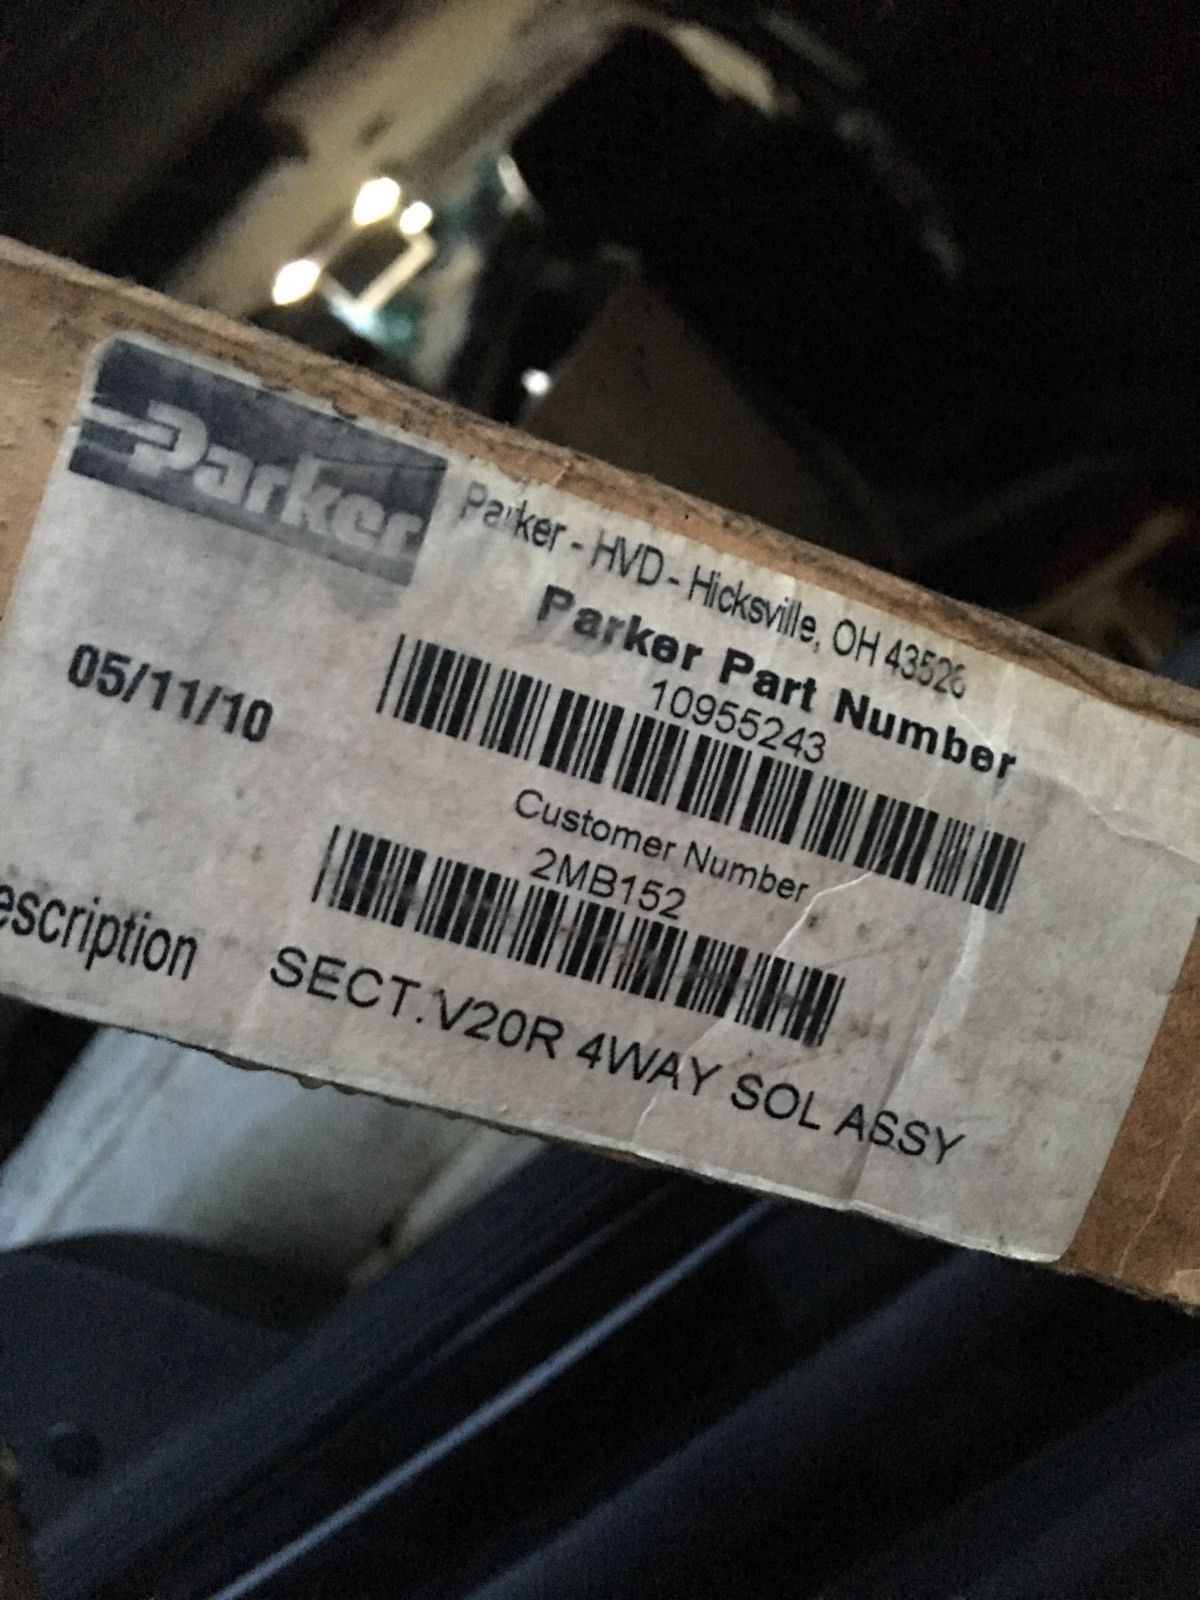 Parker
Parker - HVD - Hicksville, OH 43526
Parker Part Number
10955243
05/11/10
Customer Number
2MB152
escription
SECT.V20R 4WAY SOL ASSY